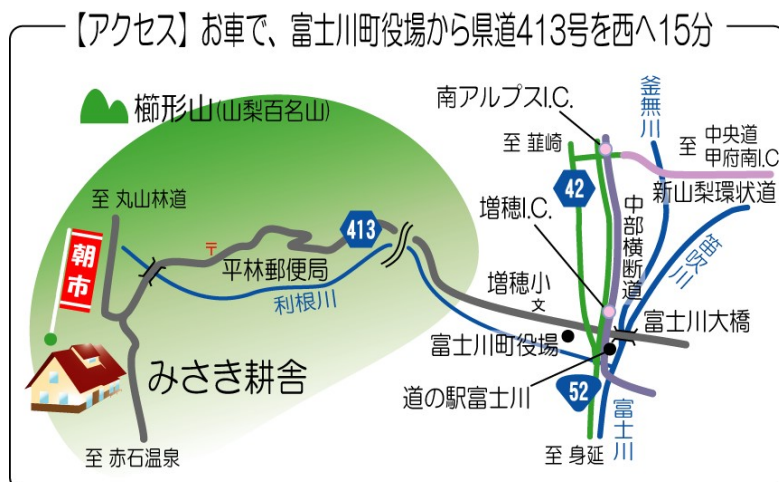 【アクセス】お車で、富士川町役場から県道413号を西へ15分
櫛形山(山梨百名山)
南アルプスI.C.
釜無川
至 韮崎
至 中央道
甲府南I.C
新山梨環状道
至 丸山林道
42
413
増穂I.C.
中部横断道
笛吹川
朝市
〒
平林郵便局
利根川
増穂小
文
富士川大橋
富士川町役場
みさき耕舎
道の駅富士川
52
富士川
至 赤石温泉
至 身延